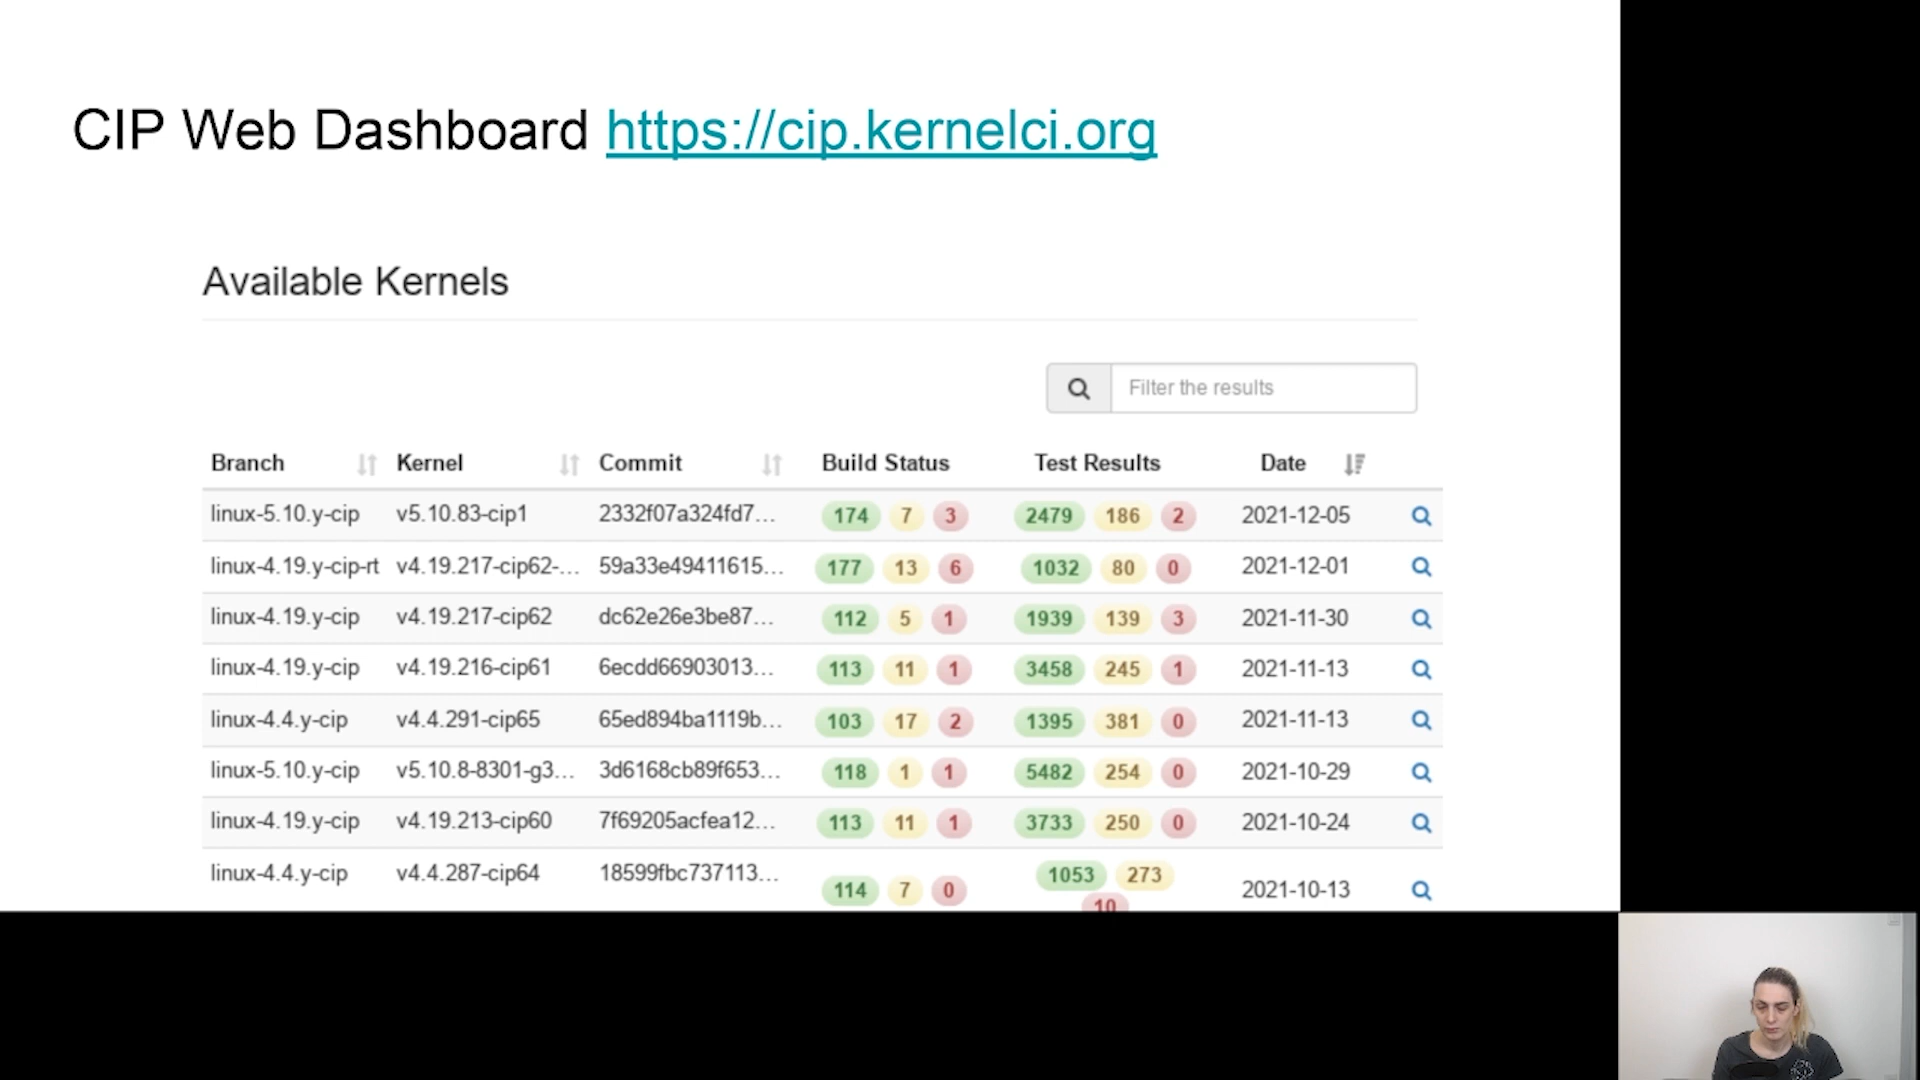 CIP Web Dashboard https://cip.kernelci.org
Available Kernels
Filter the results
Branch Kernel Commit Build Status Test Results Date
linux-5.10.y-cip v5.10.83-cip1 2332f07a324fd7... 174 7 3 2479 186 2 2021-12-05
linux-4.19.y-cip-rt v4.19.217-cip62-... 59a33e49411615... 177 13 6 1032 80 0 2021-12-01
linux-4.19.y-cip v4.19.217-cip62 dc62e26e3be87... 112 5 1 1939 139 3 2021-11-30
linux-4.19.y-cip v4.19.216-cip61 6ecdd66903013... 113 11 1 3458 245 1 2021-11-13
linux-4.4.y-cip v4.4.291-cip65 65ed894ba1119b... 103 17 2 1395 381 0 2021-11-13
linux-5.10.y-cip v5.10.8-8301-g3... 3d6168cb89f653... 118 1 1 5482 254 0 2021-10-29
linux-4.19.y-cip v4.19.213-cip60 7f69205acfea12... 113 11 1 3733 250 0 2021-10-24
linux-4.4.y-cip v4.4.287-cip64 18599fbc737113... 114 7 0 1053 273 10 2021-10-13